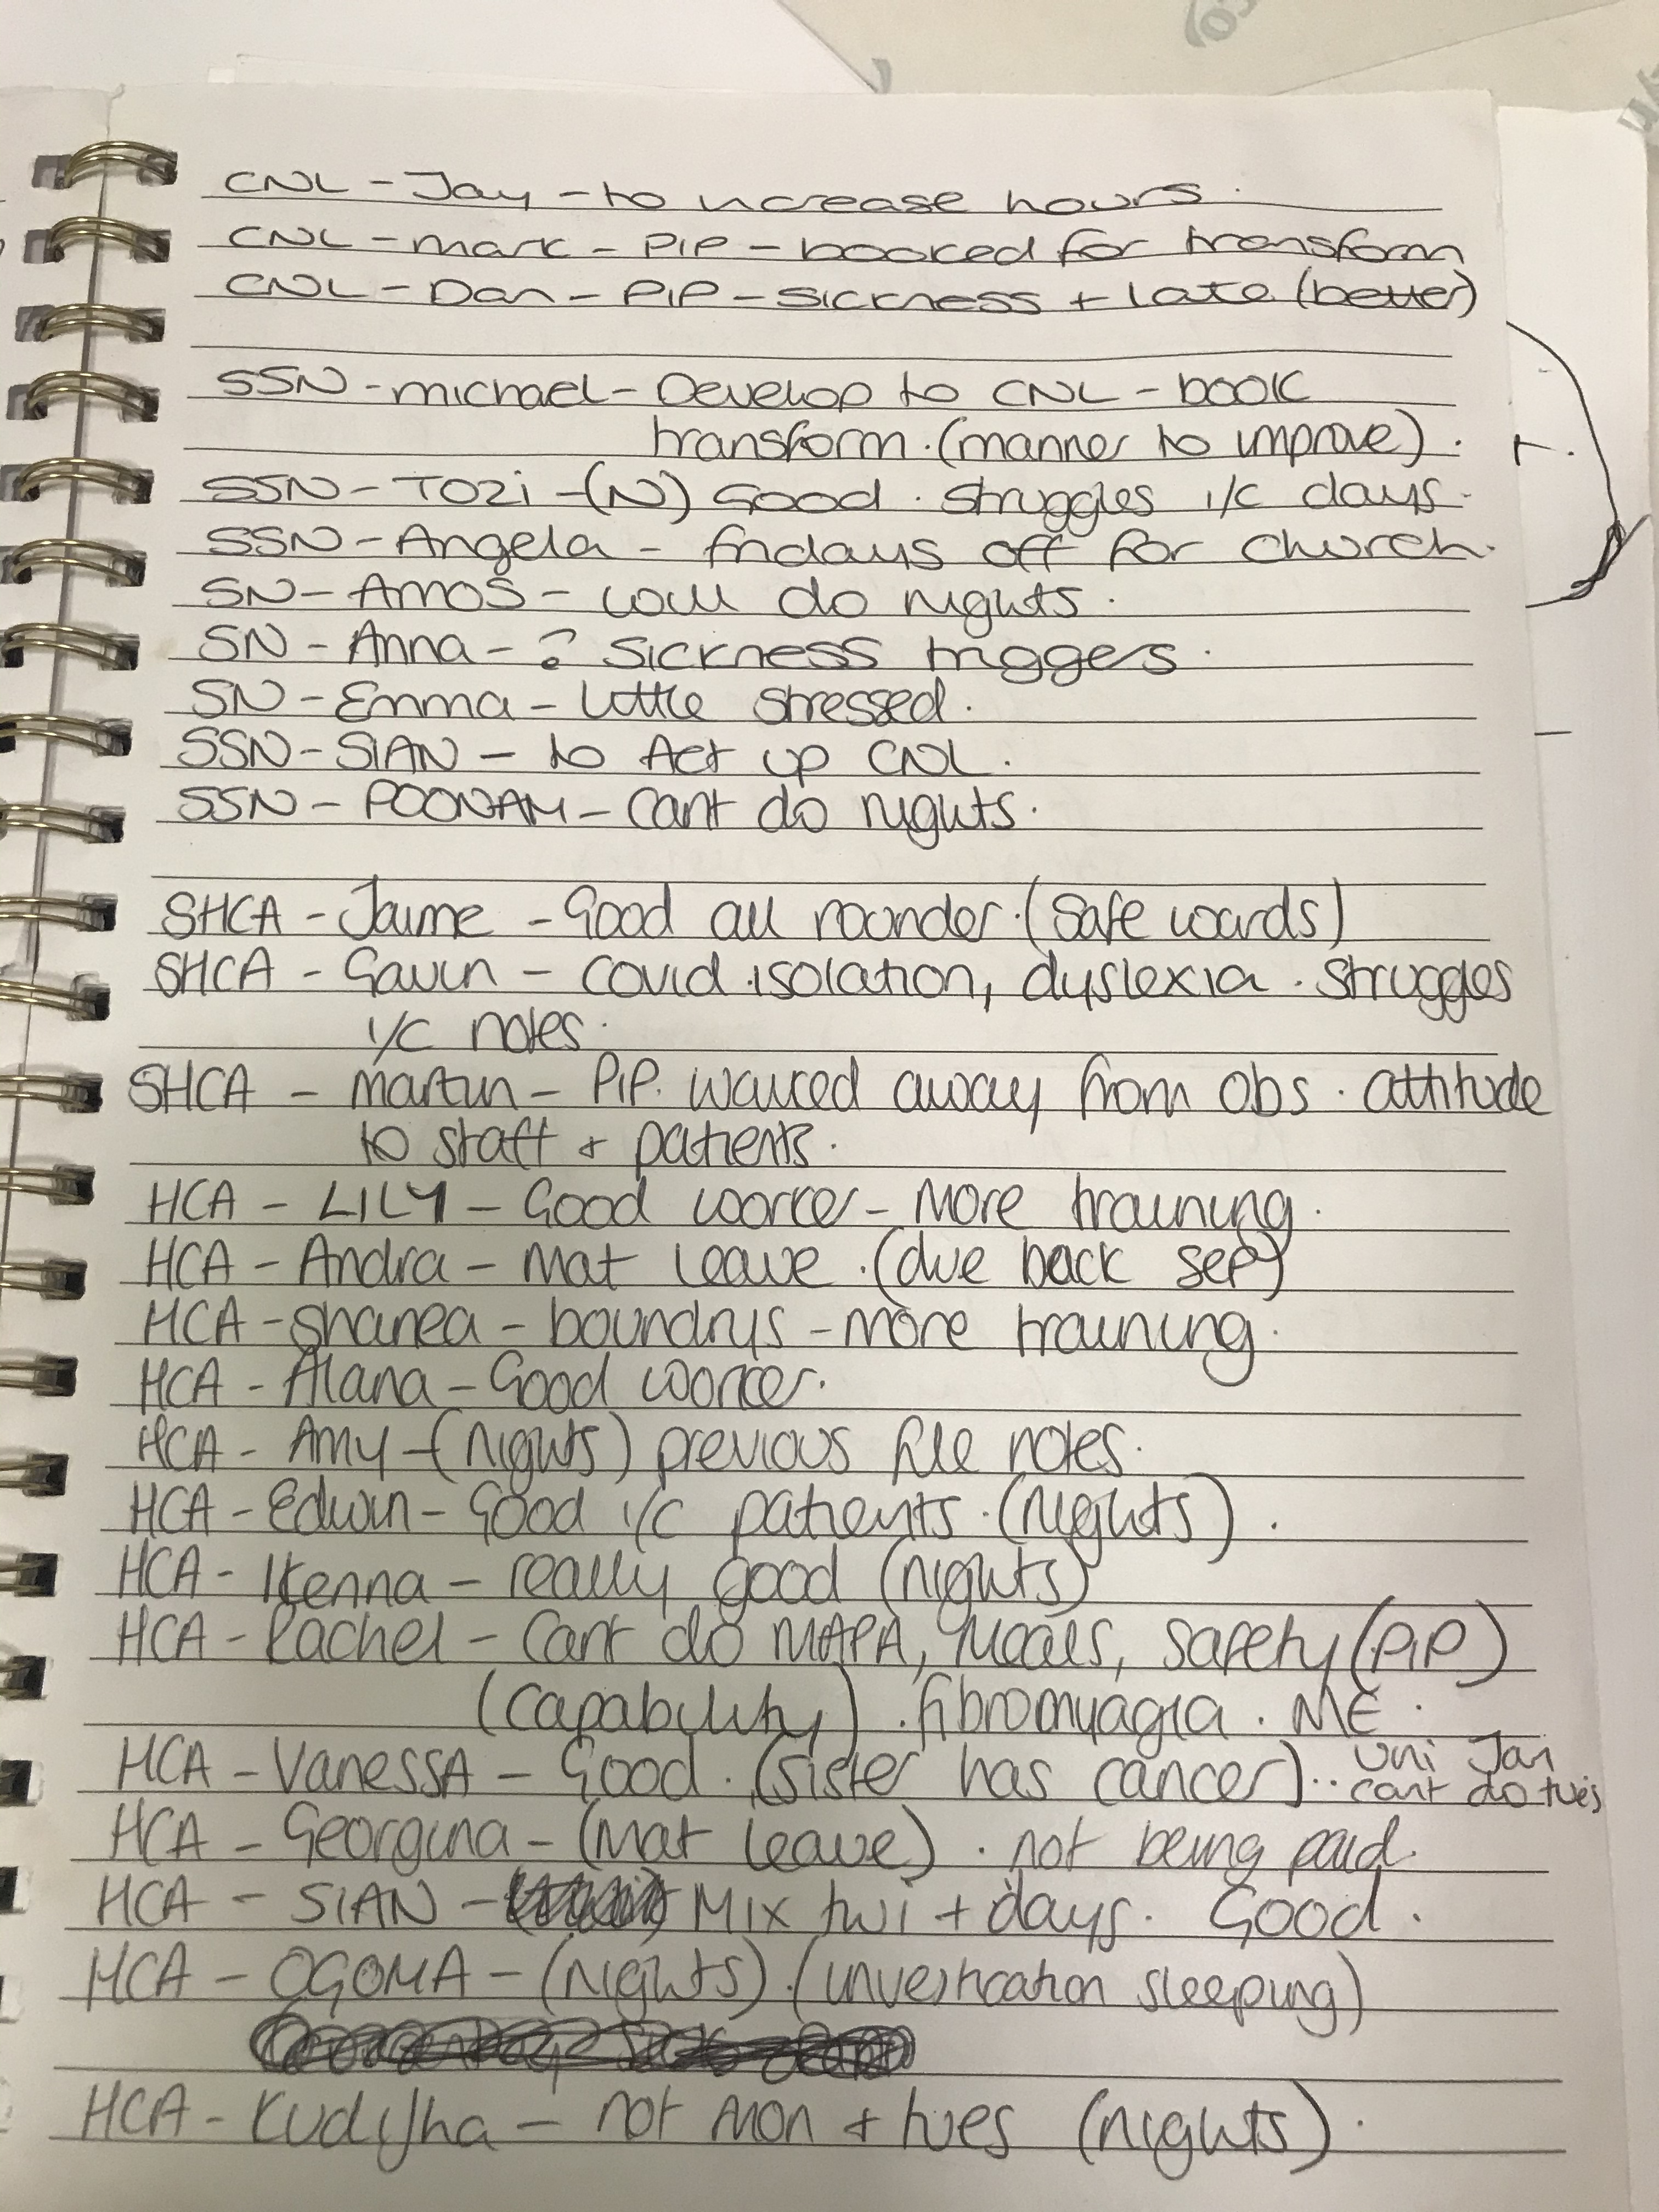 CNL - Jay - to increase hours.
CNL - Mark - PIP - booked for transform
CNL - Dan - PIP - sickness + late (better)
SSN - michael - Develop to CNL - book
transform. (manner to improve).
SSN - TOZi - (N) Good. struggles i/c days.
SSN - Angela - fridays off for church.
SN - AMOS - will do nights.
SN - Anna - ? sickness triggers.
SN - Emma - little stressed.
SSN - SIAN - to Act up CNL.
SSN - POONAM - Cant do nights.
SHCA - Jaime - Good all rounder. (safe wards)
SHCA - Gavin - covid isolation, dyslexia. struggles
i/c notes.
SHCA - Martin - PIP. walked away from obs. attitude
to staff + patients.
HCA - LILY - Good worker - More training.
HCA - Andra - Mat leave. (due back sep)
HCA - shanea - boundrys - more training.
HCA - Alana - Good worker.
HCA - Amy - (nights) previous file notes.
HCA - Edwin - Good i/c patients. (nights).
HCA - Ikenna - really good (nights)
HCA - Rachel - Cant do MAPA, Meals, safety (PIP)
(capability). fibromyagia. ME.
HCA - VanessA - Good. (sister has cancer).. uni Jan
cant do tues
HCA - Georgina - (Mat leave). not being paid.
HCA - SIAN - Mix twi + days. Good.
HCA - OGOMA - (nights). (investication sleeping)
HCA - Kudijha - not mon + tues (nights).